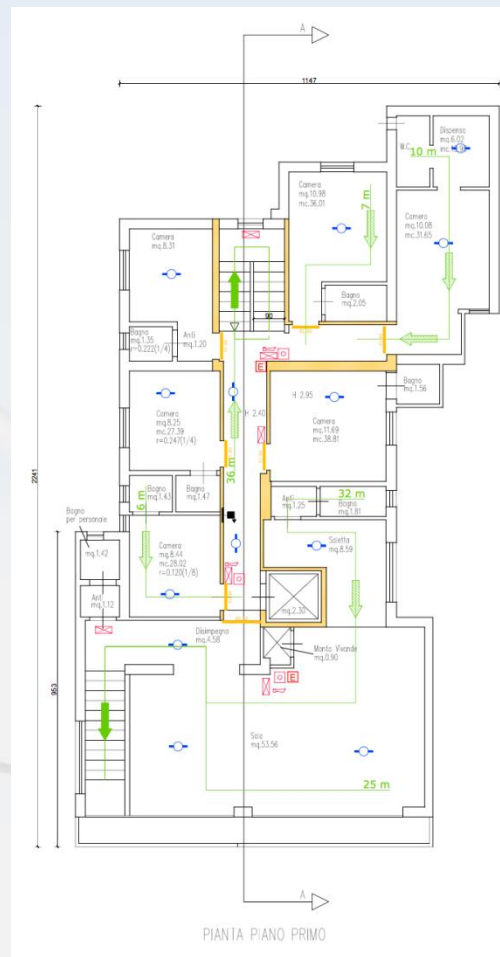 A
1147
Dispensa
mq.6.02
W.C.
10 m
Camera
mq.10.98
mc.36.01
7 m
Camera
mq.10.08
mc.31.65
Camera
mq.8.31
Bagno
mq.2.05
90
Bagno
mq.1.35
r=0.222(1/4)
Anti
mq.1.20
E
H 2.40
H 2.95
Camera
mq.11.69
mc.38.81
Bagno
mq.1.56
Camera
mq.8.25
mc.27.39
r=0.247(1/4)
2241
36 m
6 m
Bagno
mq.1.43
Bagno
mq.1.47
Anti
mq.1.25
32 m
Bagno
mq.1.81
Bagno
per personale
mq.1.42
Camera
mq.8.44
mc.28.02
r=0.120(1/8)
Saletta
mq.8.59
Anti
mq.1.12
mq.2.30
Disimpegno
mq.4.58
Monta Vivande
mq.0.90
E
953
Sala
mq.53.56
25 m
A
PIANTA PIANO PRIMO